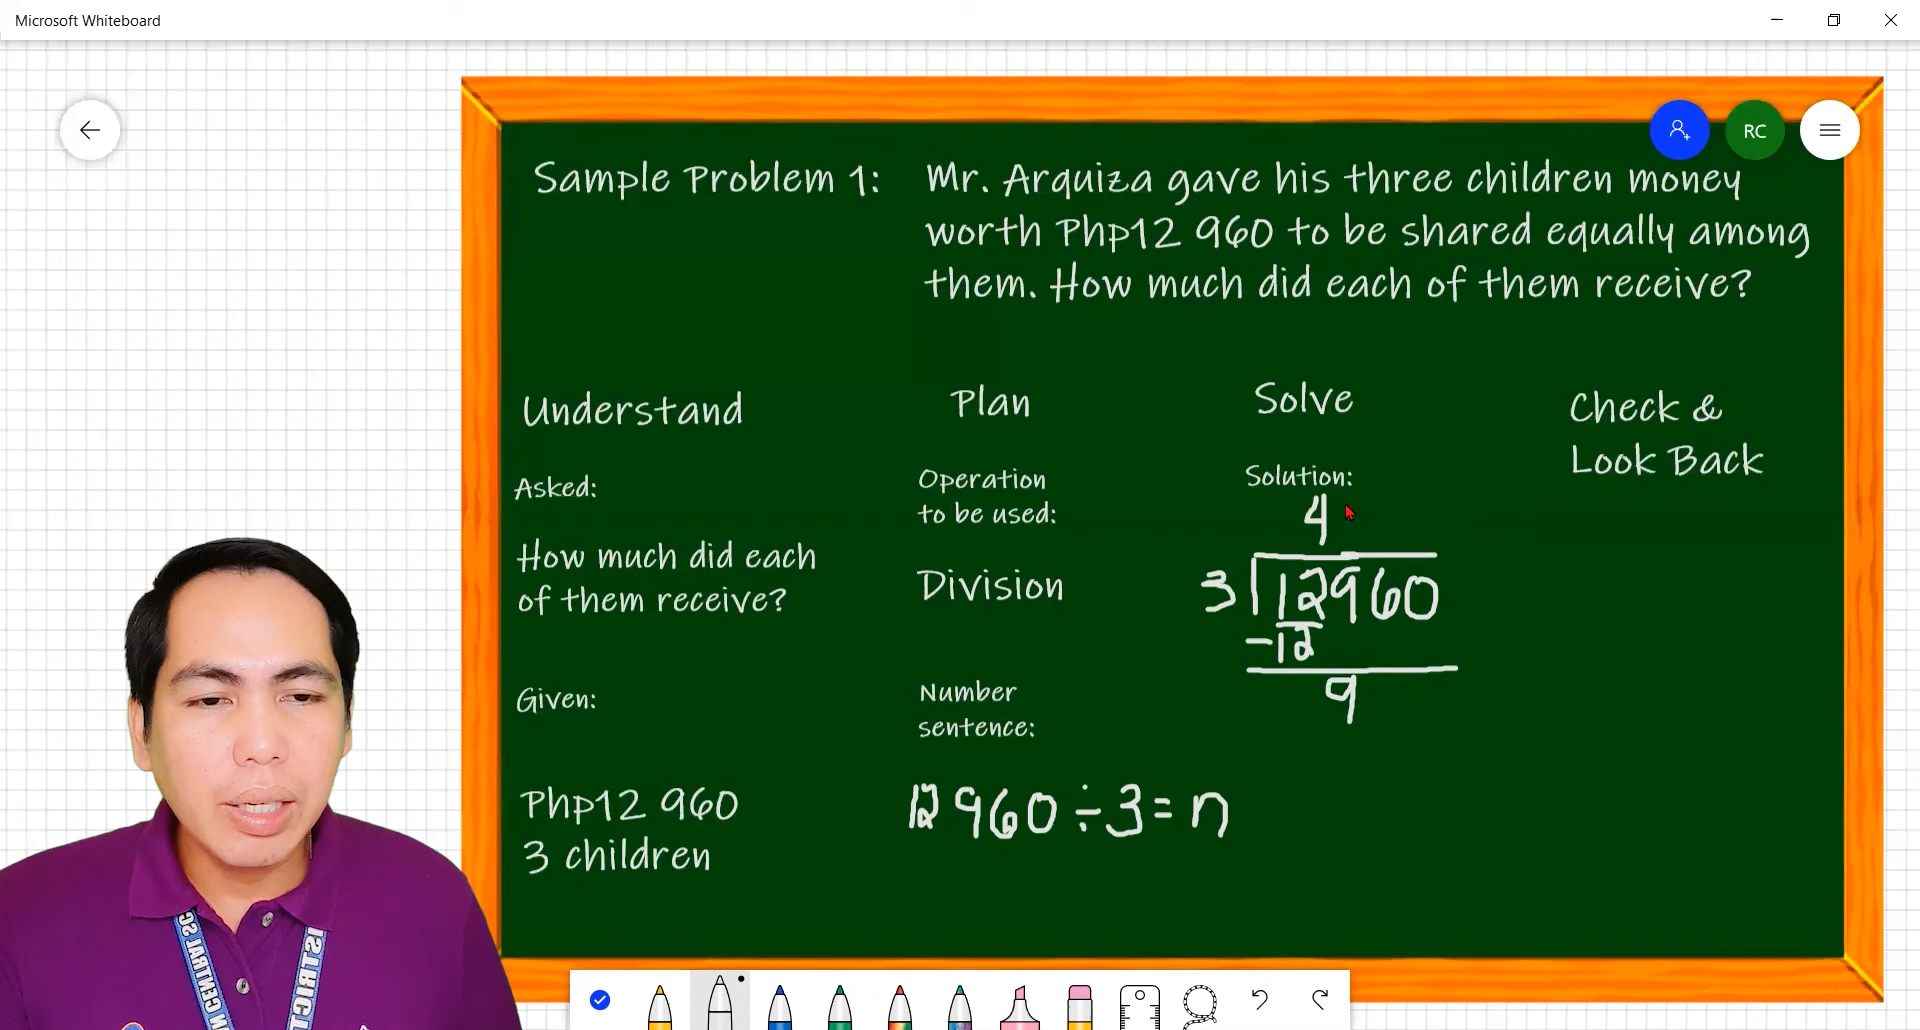 Microsoft Whiteboard
RC
Sample Problem 1:
Mr. Arquiza gave his three children money
worth Php12 960 to be shared equally among
them. How much did each of them receive?
Understand
Asked:
How much did each
of them receive?
Given:
Php12 960
3 children
Plan
Operation
to be used:
Division
Number
sentence:
12 960 ÷ 3 = n
Solve
Solution:
4
3 12960
-12
9
Check &
Look Back